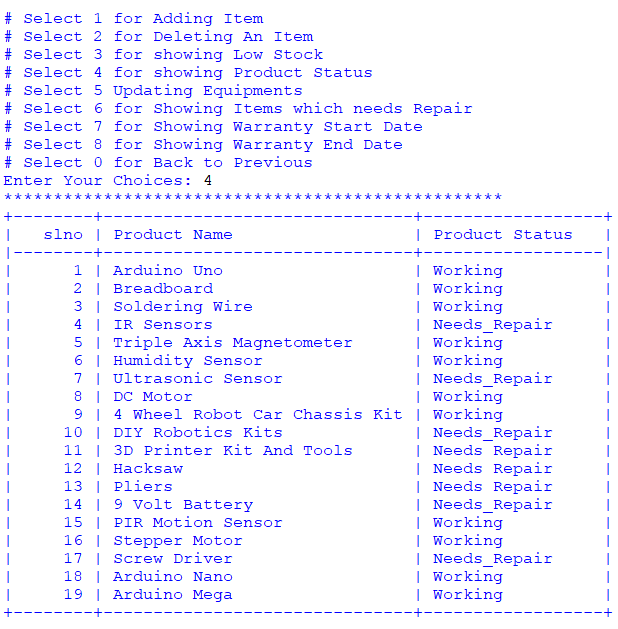 # Select 1 for Adding Item
# Select 2 for Deleting An Item
# Select 3 for showing Low Stock
# Select 4 for showing Product Status
# Select 5 Updating Equipments
# Select 6 for Showing Items which needs Repair
# Select 7 for Showing Warranty Start Date
# Select 8 for Showing Warranty End Date
# Select 0 for Back to Previous
Enter Your Choices: 4
**************************************************
+--------+-------------------------------+------------------+
|   slno | Product Name                  | Product Status   |
|--------+-------------------------------+------------------|
|      1 | Arduino Uno                   | Working          |
|      2 | Breadboard                    | Working          |
|      3 | Soldering Wire                | Working          |
|      4 | IR Sensors                    | Needs_Repair     |
|      5 | Triple Axis Magnetometer      | Working          |
|      6 | Humidity Sensor               | Working          |
|      7 | Ultrasonic Sensor             | Needs_Repair     |
|      8 | DC Motor                      | Working          |
|      9 | 4 Wheel Robot Car Chassis Kit | Working          |
|     10 | DIY Robotics Kits             | Needs_Repair     |
|     11 | 3D Printer Kit And Tools      | Needs Repair     |
|     12 | Hacksaw                       | Needs Repair     |
|     13 | Pliers                        | Needs Repair     |
|     14 | 9 Volt Battery                | Needs_Repair     |
|     15 | PIR Motion Sensor             | Working          |
|     16 | Stepper Motor                 | Working          |
|     17 | Screw Driver                  | Needs_Repair     |
|     18 | Arduino Nano                  | Working          |
|     19 | Arduino Mega                  | Working          |
+--------+-------------------------------+------------------+